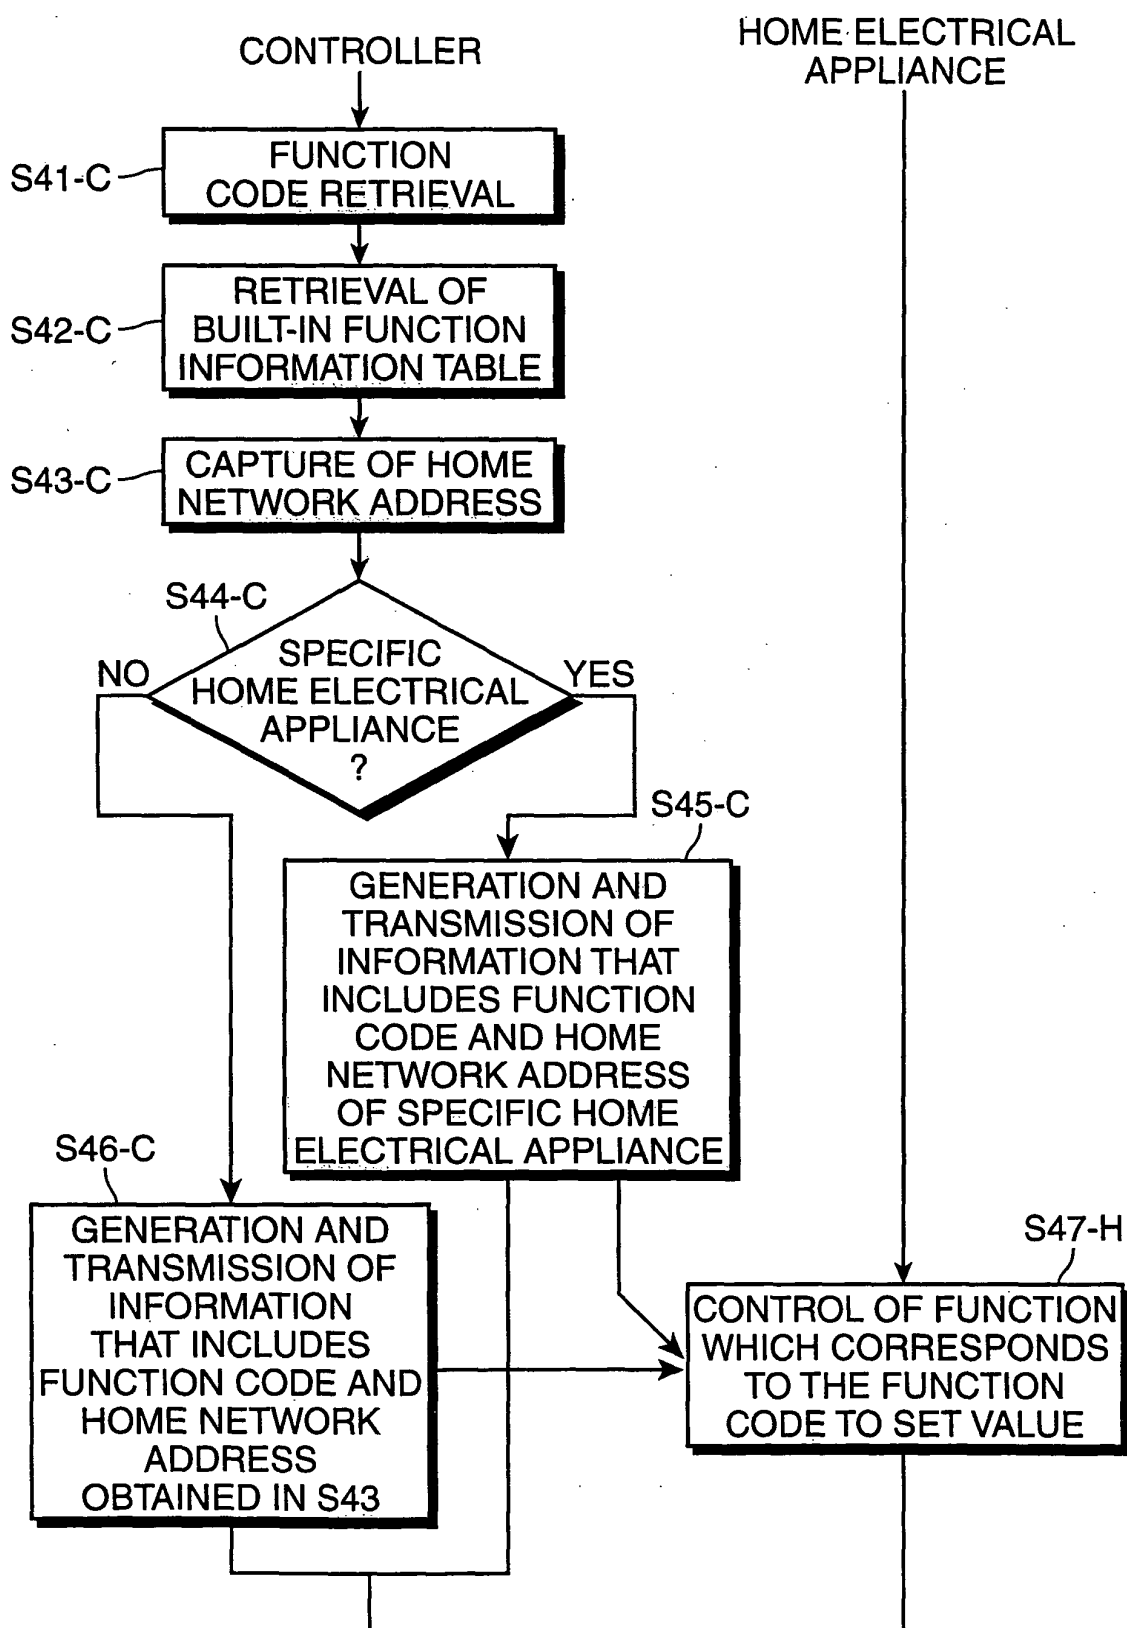 CONTROLLER
HOME ELECTRICAL
APPLIANCE
S41-C
FUNCTION
CODE RETRIEVAL
S42-C
RETRIEVAL OF
BUILT-IN FUNCTION
INFORMATION TABLE
S43-C
CAPTURE OF HOME
NETWORK ADDRESS
S44-C
SPECIFIC
HOME ELECTRICAL
APPLIANCE
?
NO
YES
S45-C
GENERATION AND
TRANSMISSION OF
INFORMATION THAT
INCLUDES FUNCTION
CODE AND HOME
NETWORK ADDRESS
OF SPECIFIC HOME
ELECTRICAL APPLIANCE
S46-C
GENERATION AND
TRANSMISSION OF
INFORMATION
THAT INCLUDES
FUNCTION CODE AND
HOME NETWORK
ADDRESS
OBTAINED IN S43
S47-H
CONTROL OF FUNCTION
WHICH CORRESPONDS
TO THE FUNCTION
CODE TO SET VALUE